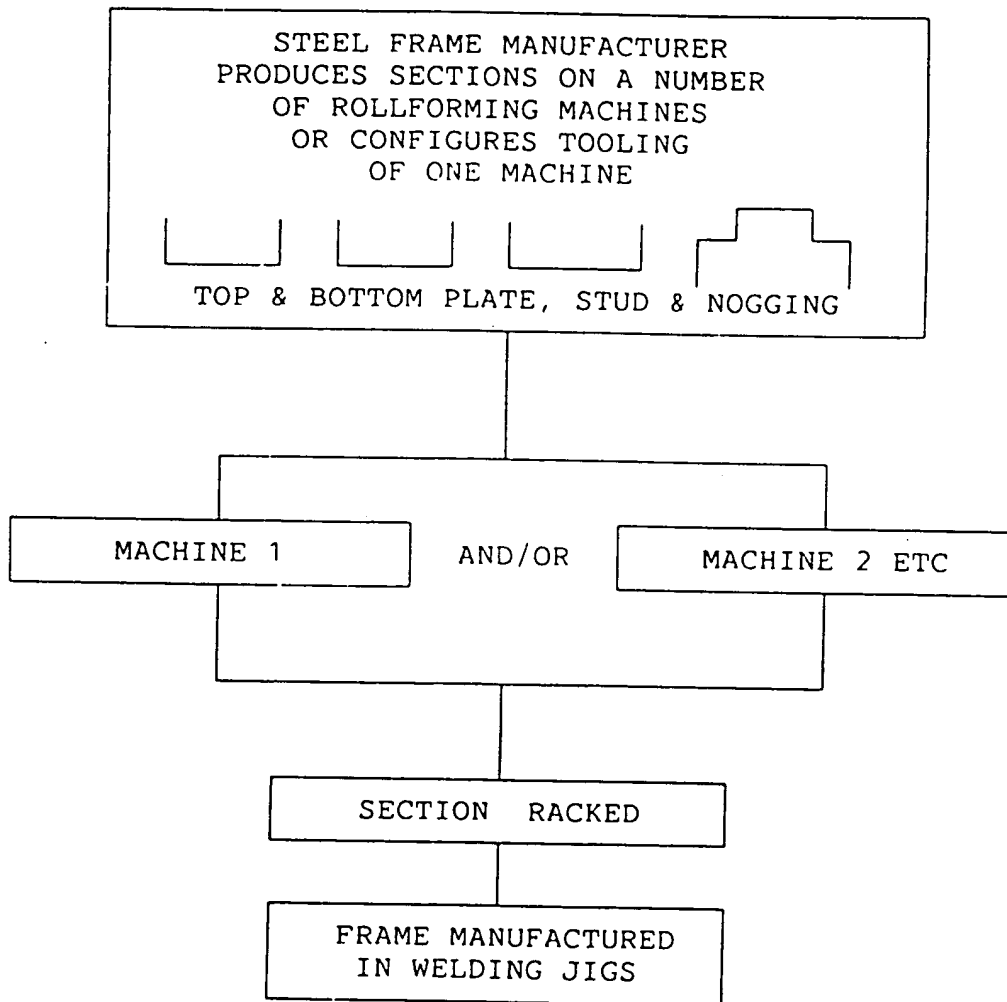 STEEL FRAME MANUFACTURER
PRODUCES SECTIONS ON A NUMBER
OF ROLLFORMING MACHINES
OR CONFIGURES TOOLING
OF ONE MACHINE
TOP & BOTTOM PLATE, STUD & NOGGING
MACHINE 1
AND/OR
MACHINE 2 ETC
SECTION RACKED
FRAME MANUFACTURED
IN WELDING JIGS